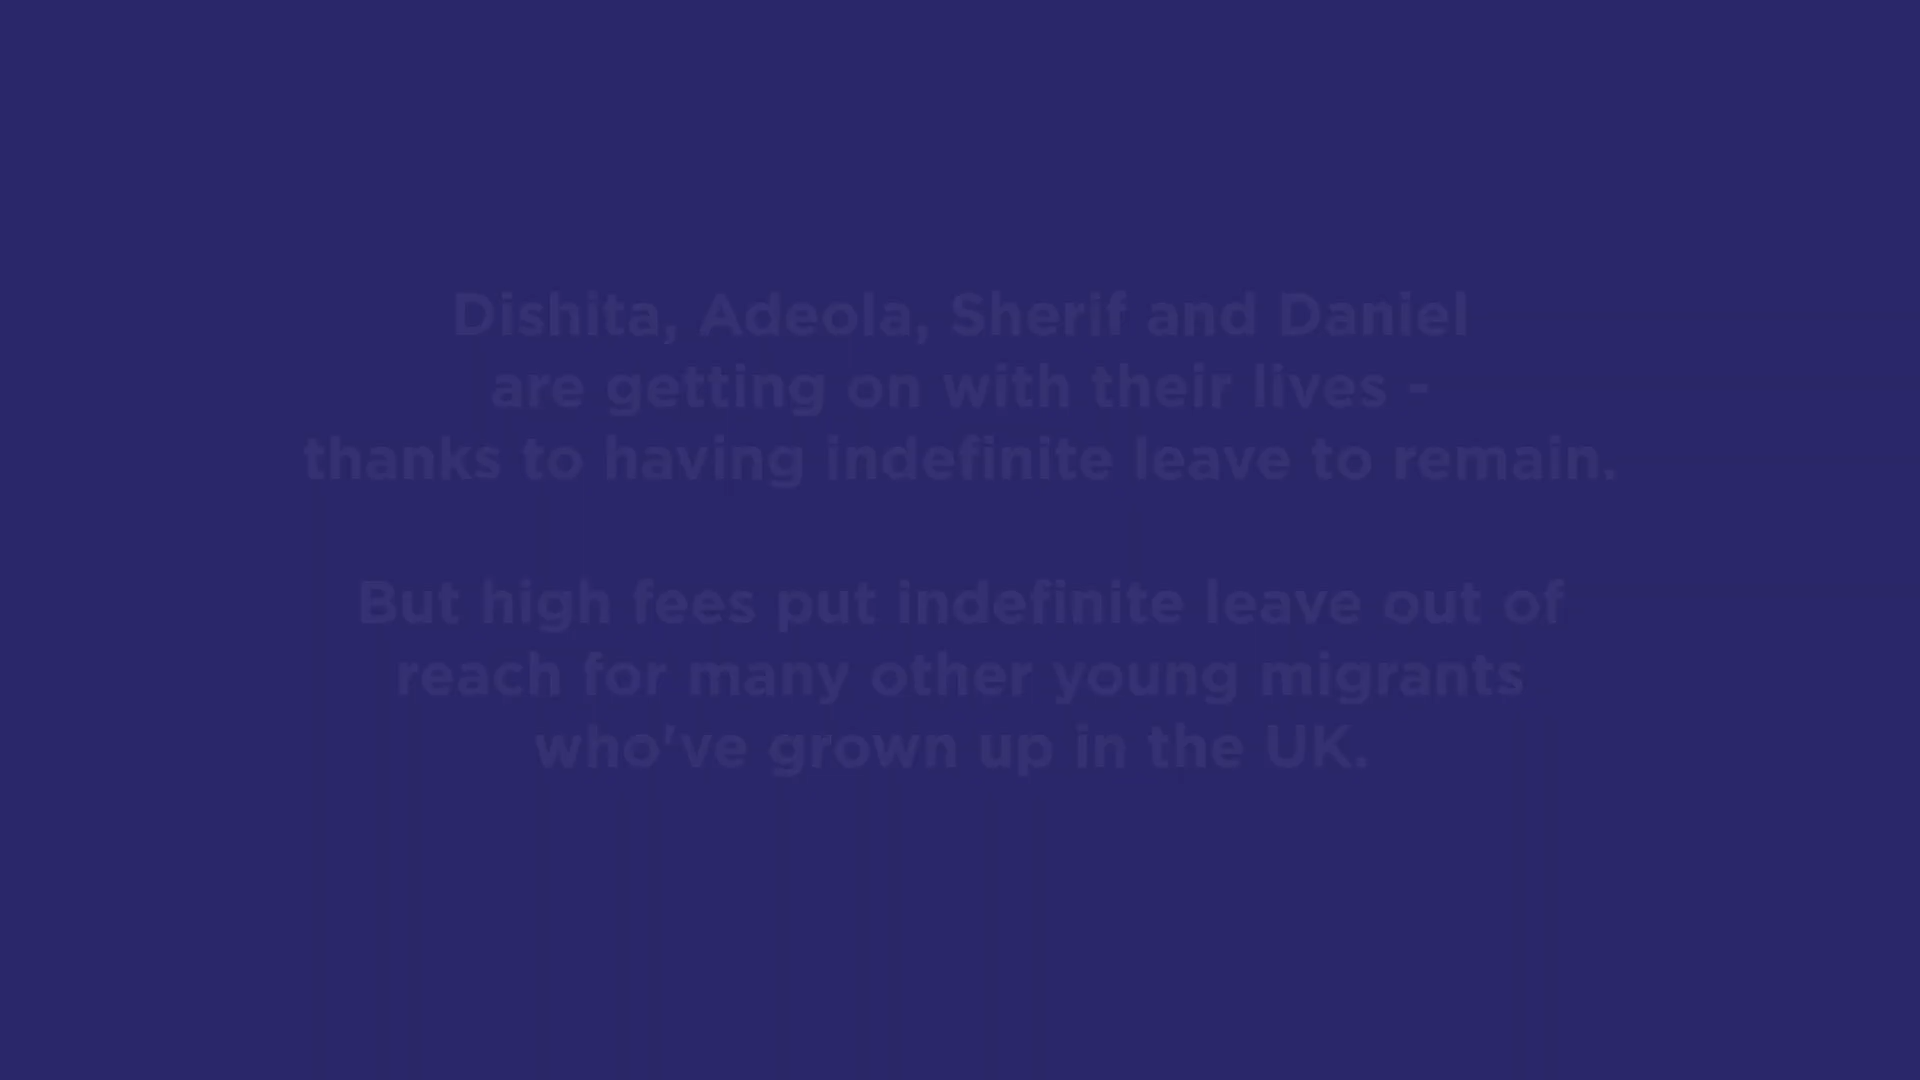 Dishita, Adeola, Sherif and Daniel
are getting on with their lives -
thanks to having indefinite leave to remain.
But high fees put indefinite leave out of
reach for many other young migrants
who've grown up in the UK.